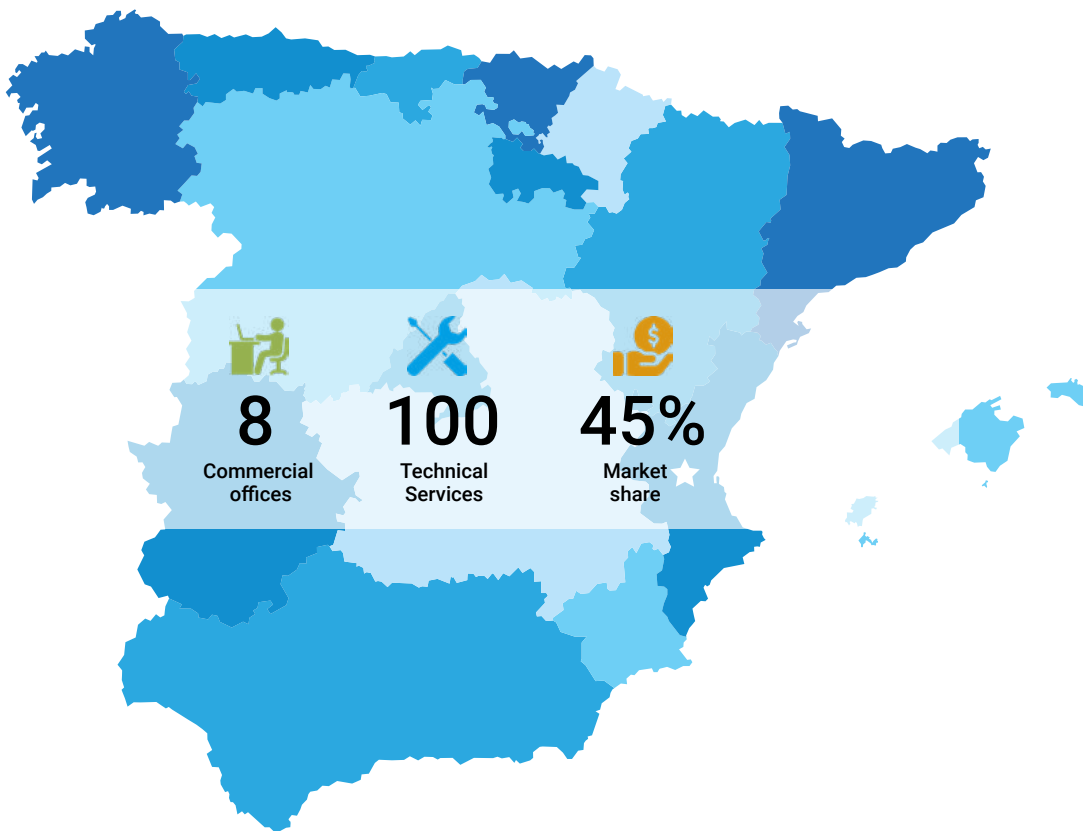 8
Commercial
offices
100
Technical
Services
45%
Market
share